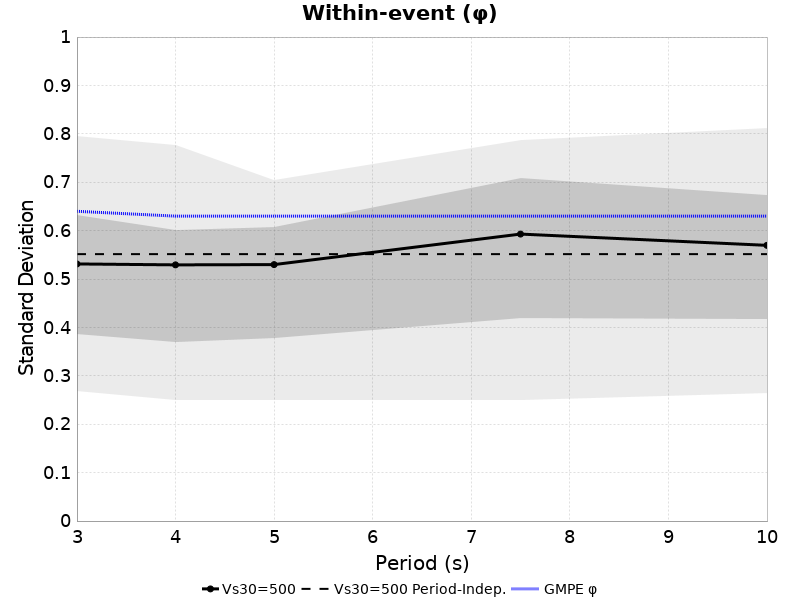 Within-event (φ)
Standard Deviation
1
0.9
0.8
0.7
0.6
0.5
0.4
0.3
0.2
0.1
0
3 4 5 6 7 8 9 10
Period (s)
Vs30=500 Vs30=500 Period-Indep. GMPE φ